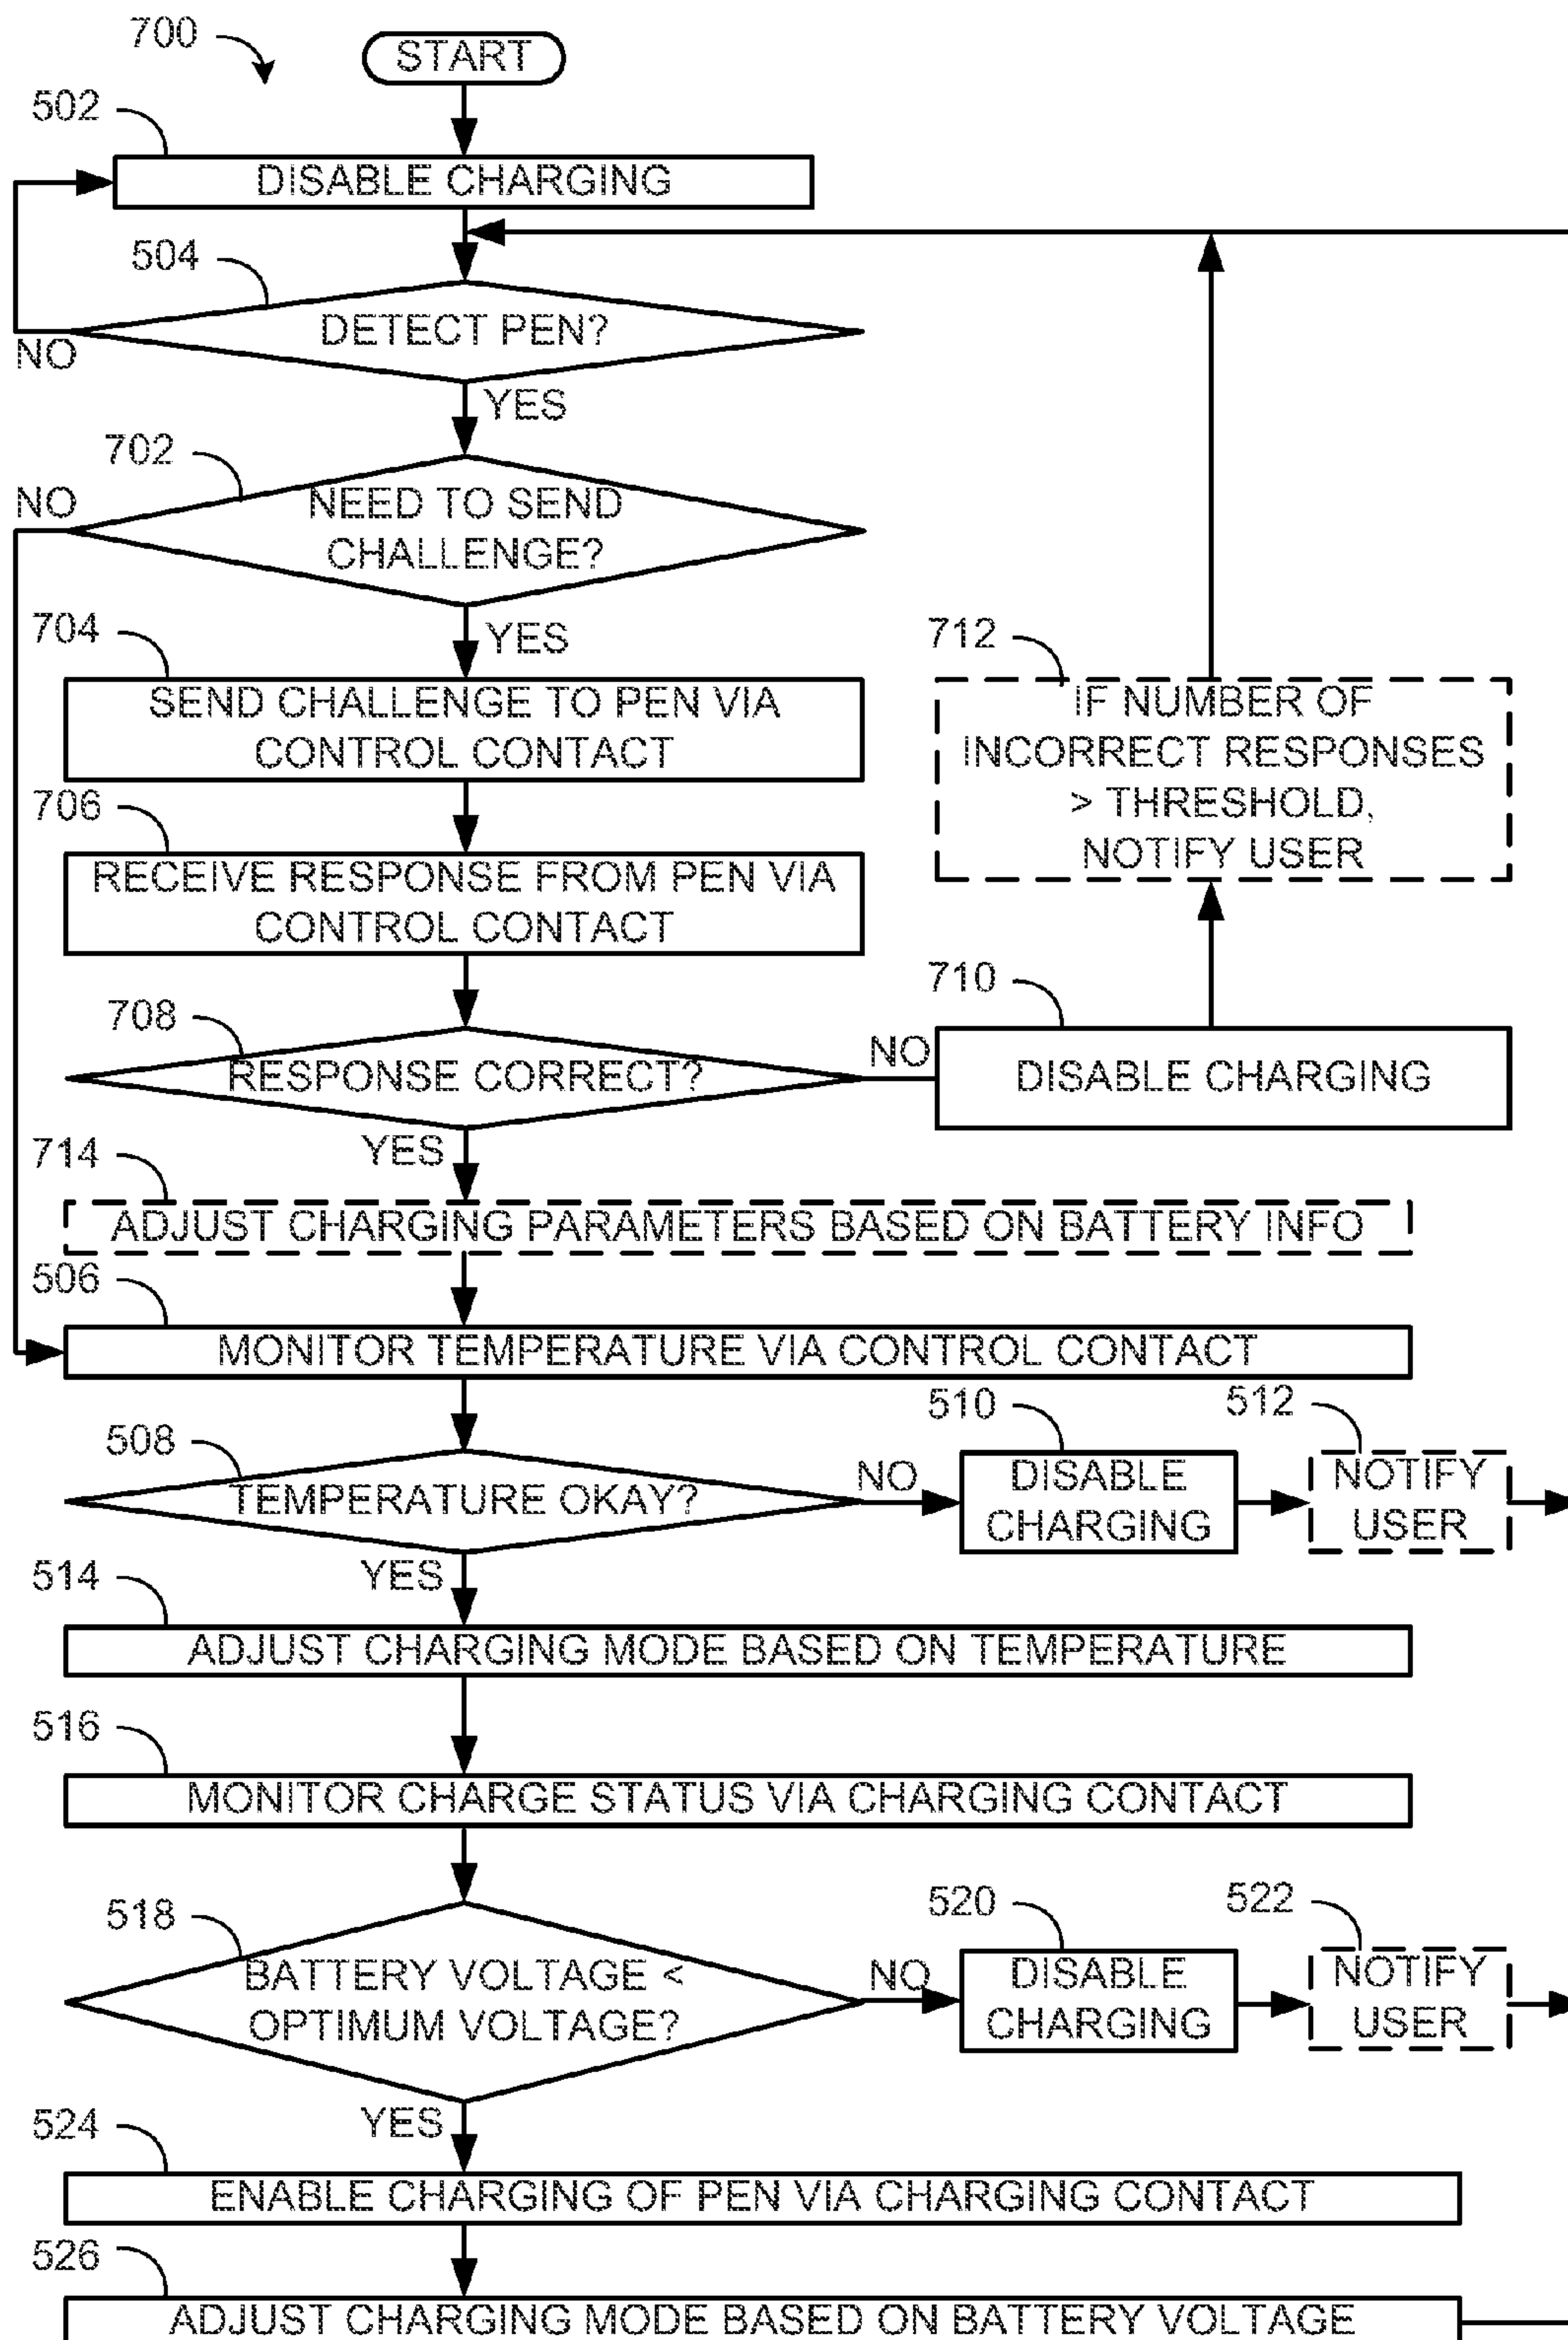 700
START
502
DISABLE CHARGING
504
DETECT PEN?
NO
YES
702
NO
NEED TO SEND
CHALLENGE?
YES
704
SEND CHALLENGE TO PEN VIA
CONTROL CONTACT
712
IF NUMBER OF
INCORRECT RESPONSES
> THRESHOLD,
NOTIFY USER
706
RECEIVE RESPONSE FROM PEN VIA
CONTROL CONTACT
708
RESPONSE CORRECT?
NO
710
DISABLE CHARGING
YES
714
ADJUST CHARGING PARAMETERS BASED ON BATTERY INFO
506
MONITOR TEMPERATURE VIA CONTROL CONTACT
508
TEMPERATURE OKAY?
NO
510
DISABLE
CHARGING
512
NOTIFY
USER
YES
514
ADJUST CHARGING MODE BASED ON TEMPERATURE
516
MONITOR CHARGE STATUS VIA CHARGING CONTACT
518
BATTERY VOLTAGE <
OPTIMUM VOLTAGE?
NO
520
DISABLE
CHARGING
522
NOTIFY
USER
YES
524
ENABLE CHARGING OF PEN VIA CHARGING CONTACT
526
ADJUST CHARGING MODE BASED ON BATTERY VOLTAGE